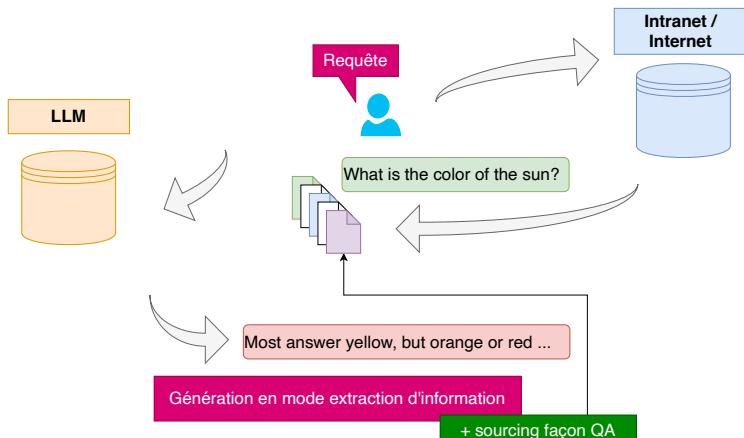 Intranet /
Internet
Requête
LLM
What is the color of the sun?
Most answer yellow, but orange or red ...
Génération en mode extraction d'information
+ sourcing façon QA